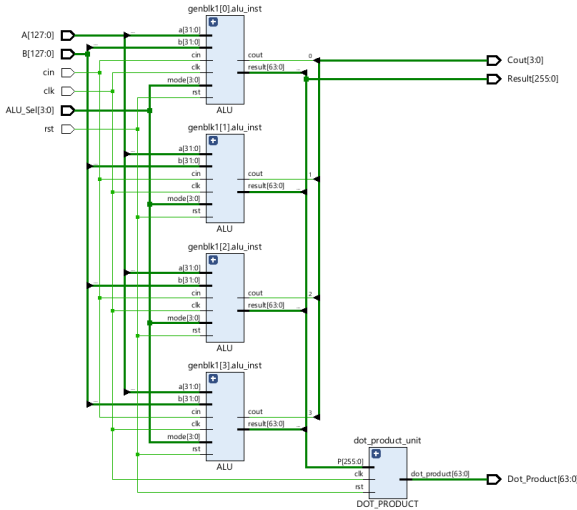 genblk1[0].alu_inst
A[127:0]
B[127:0]
cin
clk
ALU_Sel[3:0]
rst
a[31:0]
b[31:0]
cin
clk
mode[3:0]
rst
cout
result[63:0]
ALU
0
Cout[3:0]
Result[255:0]
genblk1[1].alu_inst
a[31:0]
b[31:0]
cin
clk
mode[3:0]
rst
cout
result[63:0]
ALU
1
genblk1[2].alu_inst
a[31:0]
b[31:0]
cin
clk
mode[3:0]
rst
cout
result[63:0]
ALU
2
genblk1[3].alu_inst
a[31:0]
b[31:0]
cin
clk
mode[3:0]
rst
cout
result[63:0]
ALU
3
dot_product_unit
P[255:0]
clk
rst
dot_product[63:0]
DOT_PRODUCT
Dot_Product[63:0]